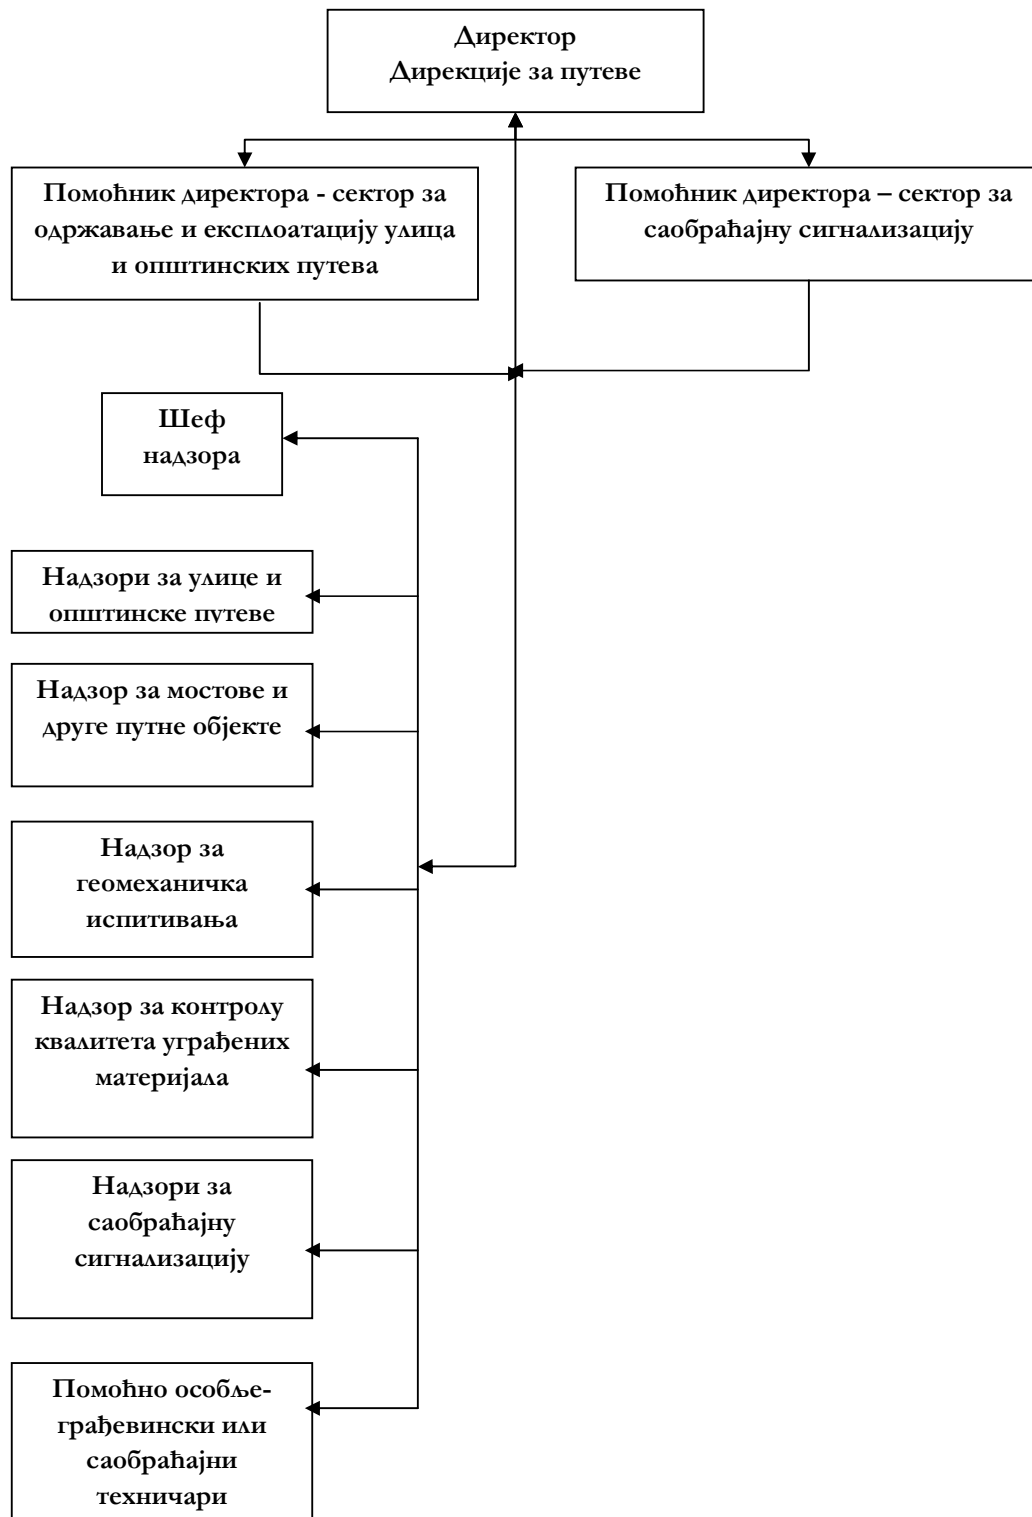 Директор
Дирекције за путеве
Помоћник директора - сектор за
одржавање и експлоатацију улица
и општинских путева
Помоћник директора – сектор за
саобраћајну сигнализацију
Шеф
надзора
Надзори за улице и
општинске путеве
Надзор за мостове и
друге путне објекте
Надзор за
геомеханичка
испитивања
Надзор за контролу
квалитета уграђених
материјала
Надзори за
саобраћајну
сигнализацију
Помоћно особље-
грађевински или
саобраћајни
техничари